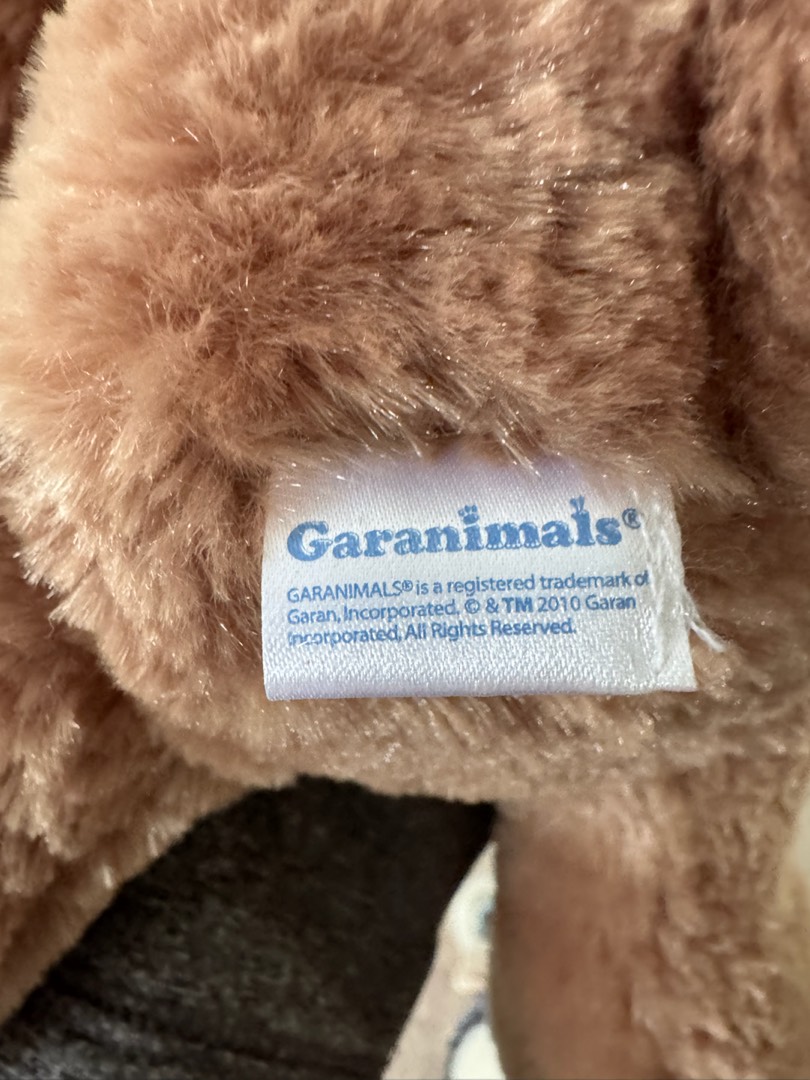 Garanimals®
GARANIMALS® is a registered trademark of
Garan, Incorporated. © & TM 2010 Garan
Incorporated, All Rights Reserved.